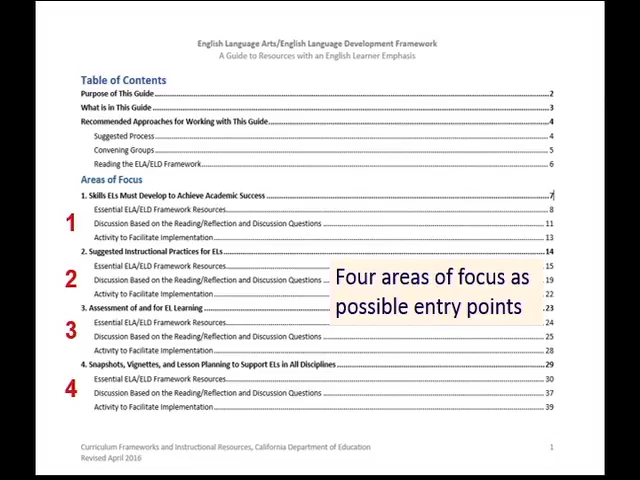 English Language Arts/English Language Development Framework
A Guide to Resources with an English Learner Emphasis
Table of Contents
Purpose of This Guide 2
What is in This Guide 3
Recommended Approaches for Working with This Guide 4
Suggested Process 4
Convening Groups 5
Reading the ELA/ELD Framework 6
Areas of Focus
1. Skills ELs Must Develop to Achieve Academic Success 7
Essential ELA/ELD Framework Resources 8
1
Discussion Based on the Reading/Reflection and Discussion Questions 11
Activity to Facilitate Implementation 13
2. Suggested Instructional Practices for ELs 14
Essential ELA/ELD Framework Resources 15
2
Discussion Based on the Reading/Reflection and Discussion Questions 19
Activity to Facilitate Implementation 22
Four areas of focus as
possible entry points
3. Assessment of and for EL Learning 23
Essential ELA/ELD Framework Resources 24
3
Discussion Based on the Reading/Reflection and Discussion Questions 25
Activity to Facilitate Implementation 28
4. Snapshots, Vignettes, and Lesson Planning to Support ELs in All Disciplines 29
Essential ELA/ELD Framework Resources 30
4
Discussion Based on the Reading/Reflection and Discussion Questions 37
Activity to Facilitate Implementation 39
Curriculum Frameworks and Instructional Resources, California Department of Education 1
Revised April 2016